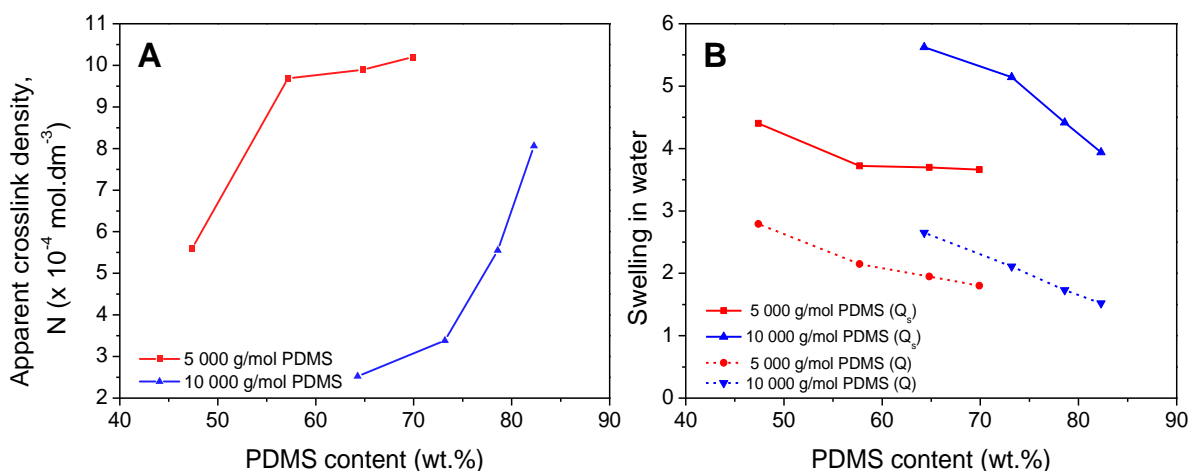 A
11
10
9
8
7
6
5
4
3
2
Apparent crosslink density,
N (x 10⁻⁴ mol.dm⁻³)
5 000 g/mol PDMS
10 000 g/mol PDMS
40 50 60 70 80 90
PDMS content (wt.%)
B
6
5
4
3
2
1
0
Swelling in water
5 000 g/mol PDMS (Qₛ)
10 000 g/mol PDMS (Qₛ)
5 000 g/mol PDMS (Q)
10 000 g/mol PDMS (Q)
40 50 60 70 80 90
PDMS content (wt.%)